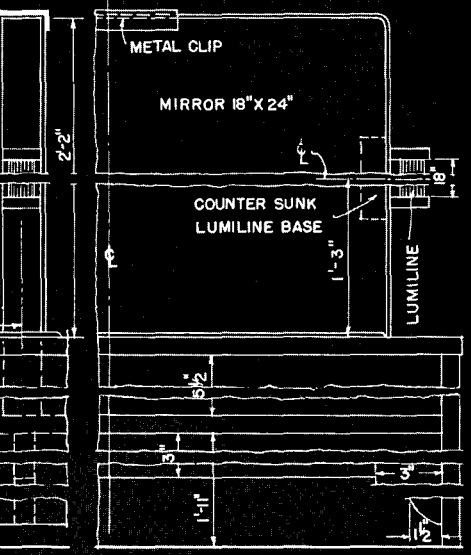 METAL CLIP
MIRROR 18" X 24"
2'-2"
℄
18"
COUNTER SUNK
LUMILINE BASE
1'-3"
LUMILINE
℄
5½"
3"
3"
1'-11"
1½"